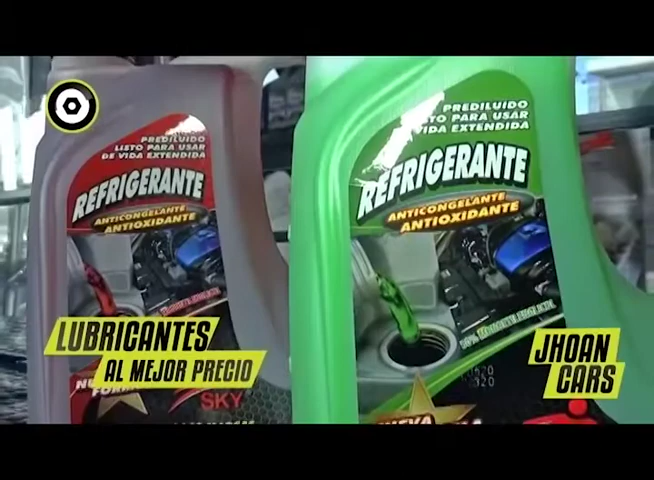 PREDILUIDO
LISTO PARA USAR
DE VIDA EXTENDIDA
REFRIGERANTE
ANTICONGELANTE
ANTIOXIDANTE
SKY
PREDILUIDO
LISTO PARA USAR
VIDA EXTENDIDA
REFRIGERANTE
ANTICONGELANTE
ANTIOXIDANTE
NUEVA
LUBRICANTES
AL MEJOR PRECIO
JHOAN
CARS